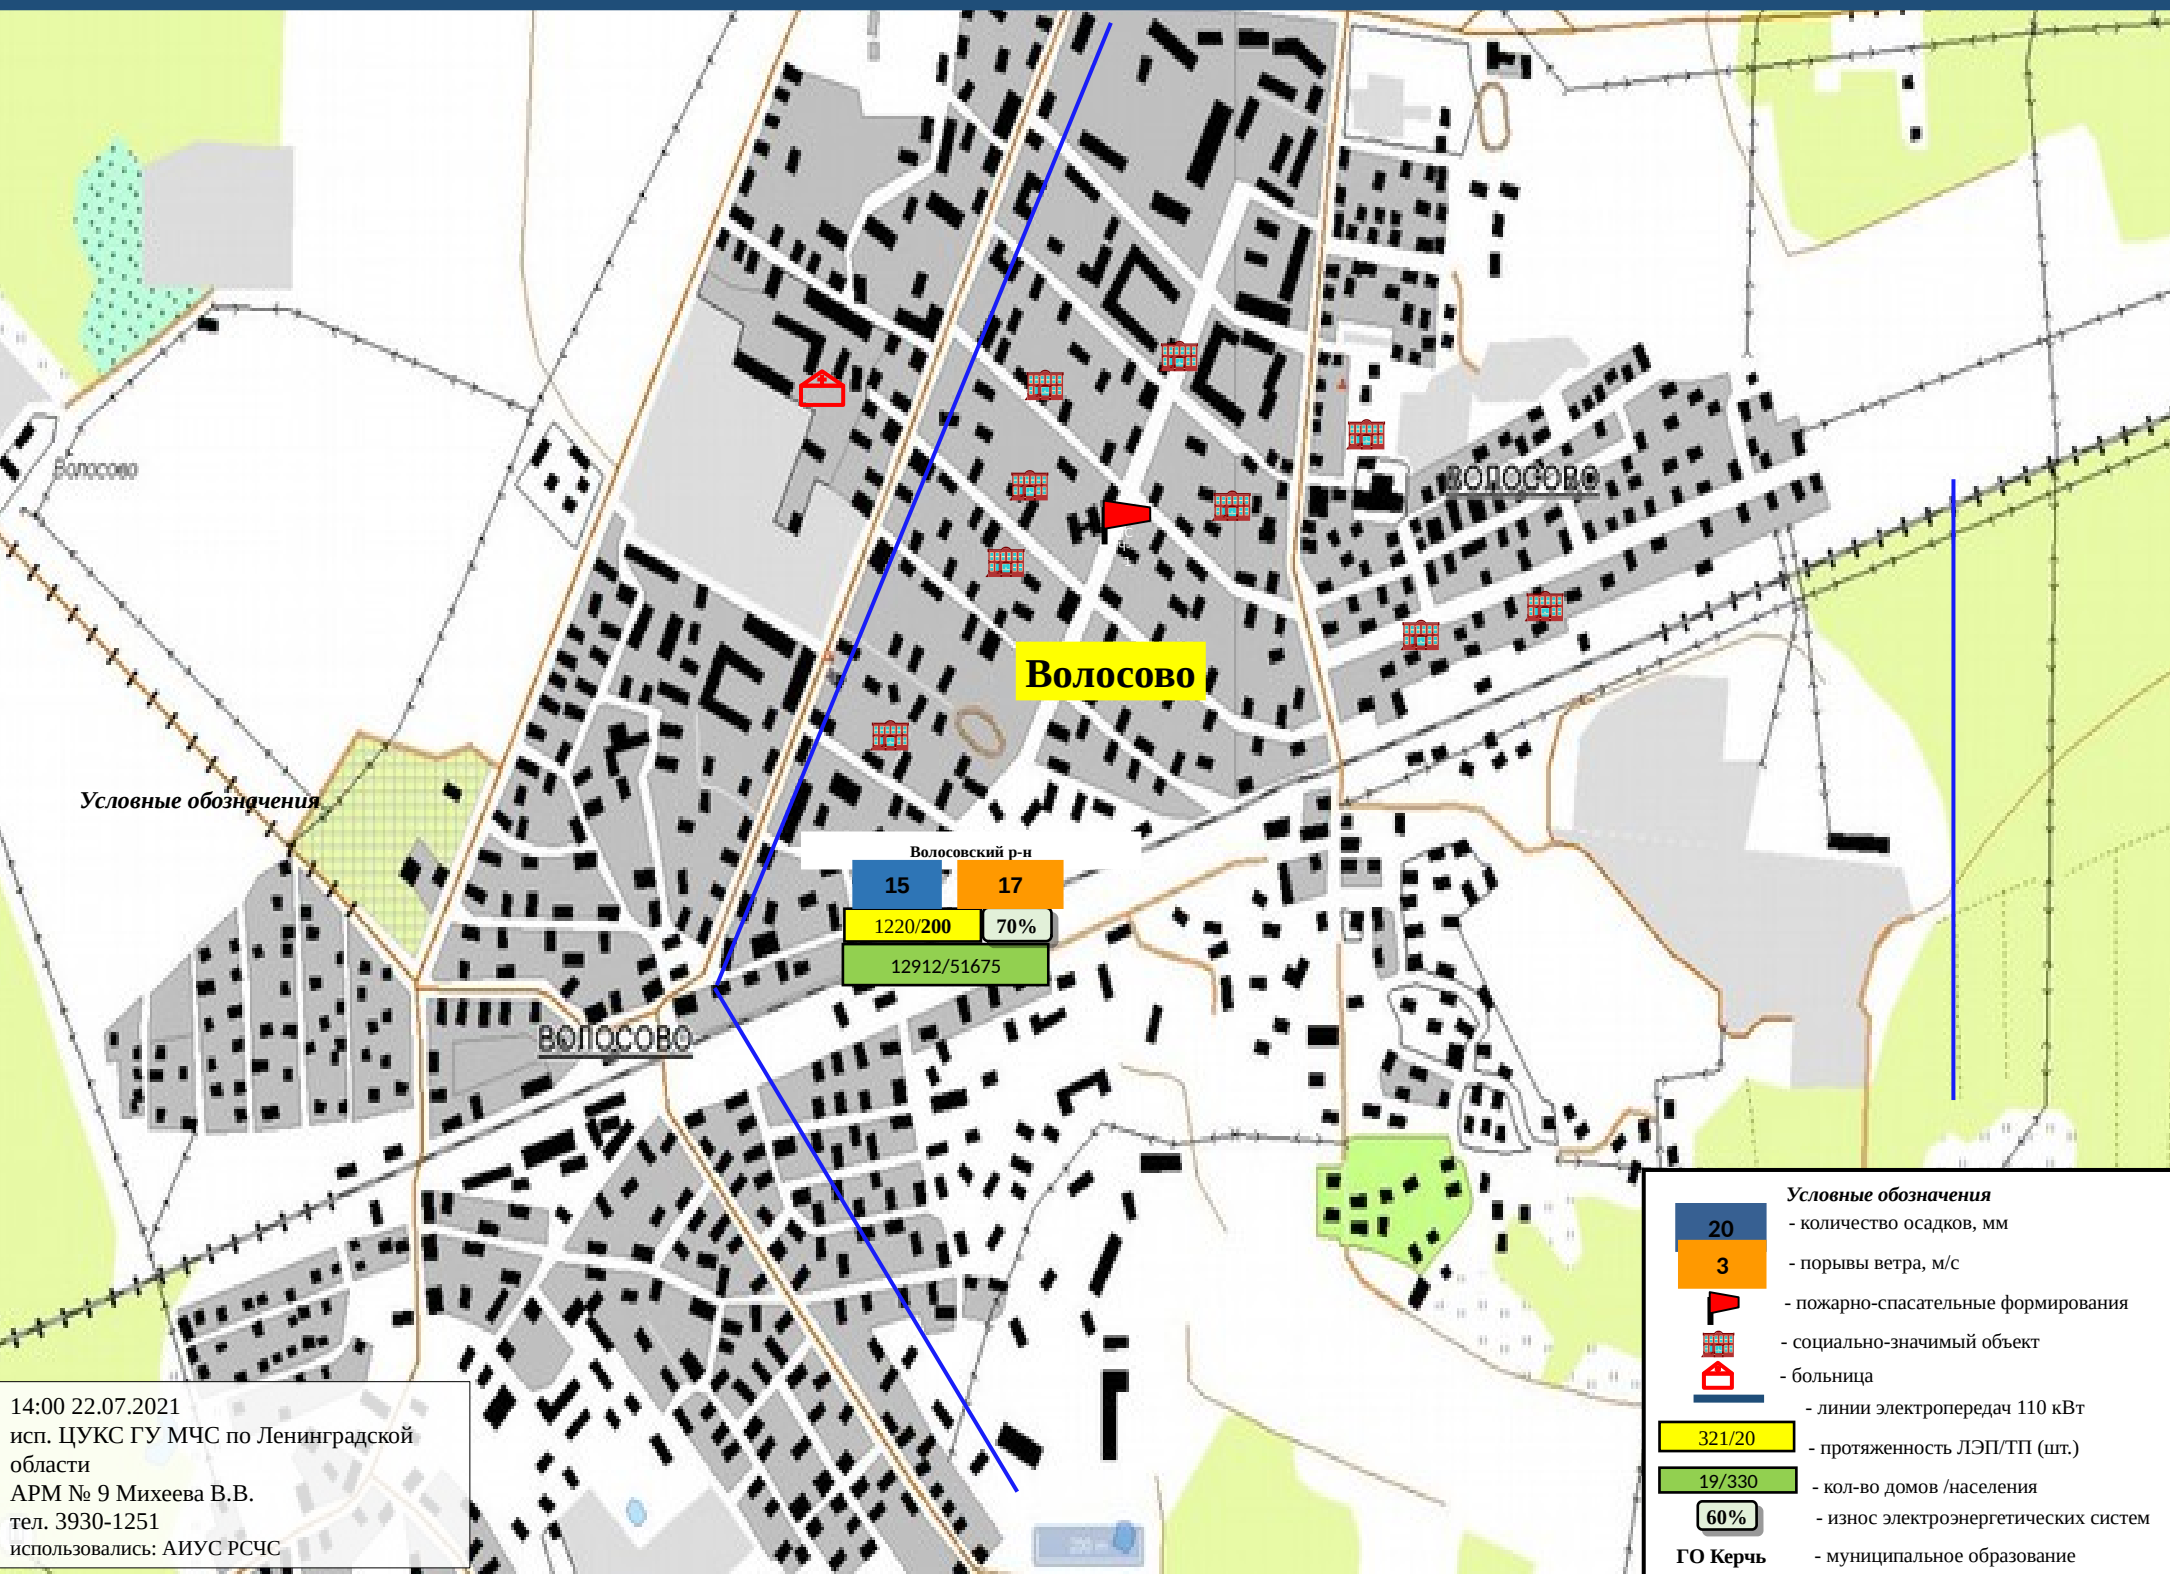 Волосово
ВОЛОСОВО
Волосово
Условные обозначения
Волосовский р-н
15 17
1220/200 70%
12912/51675
ВОЛОСОВО
Условные обозначения
20 - количество осадков, мм
3 - порывы ветра, м/с
- пожарно-спасательные формирования
- социально-значимый объект
- больница
- линии электропередач 110 кВт
321/20 - протяженность ЛЭП/ТП (шт.)
19/330 - кол-во домов /населения
60% - износ электроэнергетических систем
ГО Керчь - муниципальное образование
14:00 22.07.2021
исп. ЦУКС ГУ МЧС по Ленинградской
области
АРМ № 9 Михеева В.В.
тел. 3930-1251
использовались: АИУС РСЧС